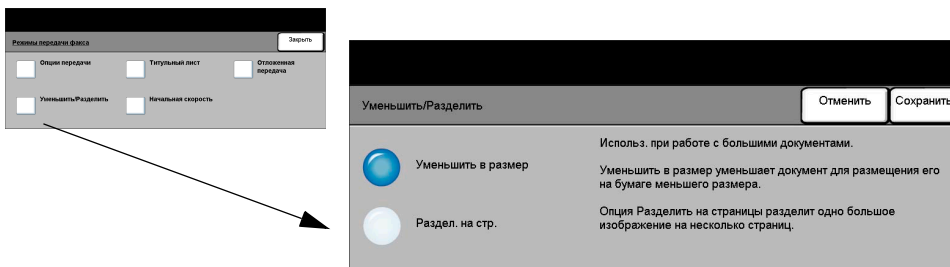 Режимы передачи факса
Закрыть
Опции передачи
Титульный лист
Отложенная
передача
Уменьшить/Разделить
Начальная скорость
Уменьшить/Разделить
Отменить
Сохранить
Уменьшить в размер
Раздел. на стр.
Использ. при работе с большими документами.
Уменьшить в размер уменьшает документ для размещения его
на бумаге меньшего размера.
Опция Разделить на страницы разделит одно большое
изображение на несколько страниц.